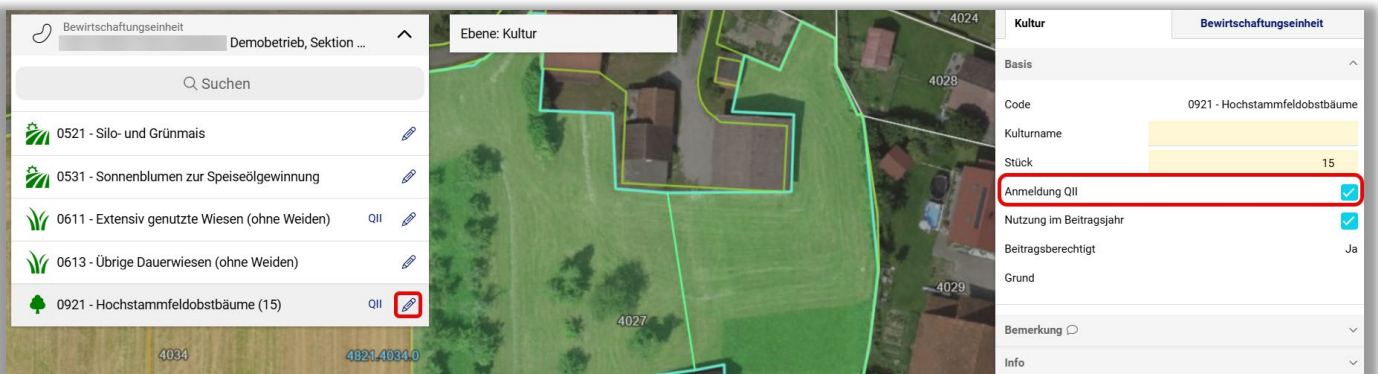 Bewirtschaftungseinheit
Demobetrieb, Sektion ...
Suchen
0521 - Silo- und Grünmais
0531 - Sonnenblumen zur Speiseölgewinnung
0611 - Extensiv genutzte Wiesen (ohne Weiden) QII
0613 - Übrige Dauerwiesen (ohne Weiden)
0921 - Hochstammfeldobstbäume (15) QII
Ebene: Kultur
4024
4028
4029
4027
4034
4821.4034.0
Kultur Bewirtschaftungseinheit
Basis
Code 0921 - Hochstammfeldobstbäume
Kulturname
Stück 15
Anmeldung QII
Nutzung im Beitragsjahr
Beitragsberechtigt Ja
Grund
Bemerkung
Info